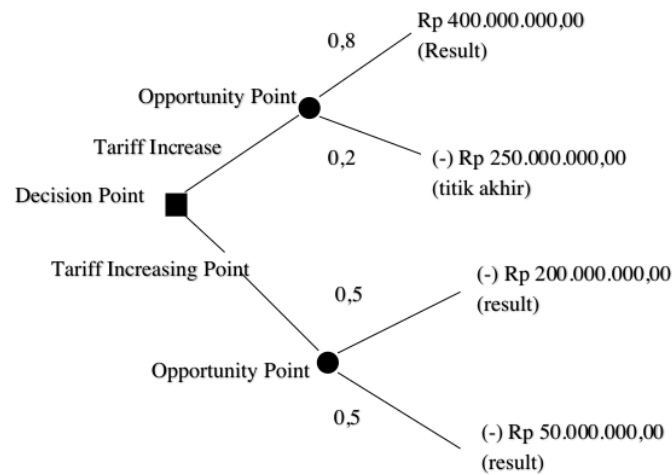 Rp 400.000.000,00
(Result)
0,8
Opportunity Point
Tariff Increase
0,2
(-) Rp 250.000.000,00
(titik akhir)
Decision Point
Tariff Increasing Point
0,5
(-) Rp 200.000.000,00
(result)
Opportunity Point
0,5
(-) Rp 50.000.000,00
(result)